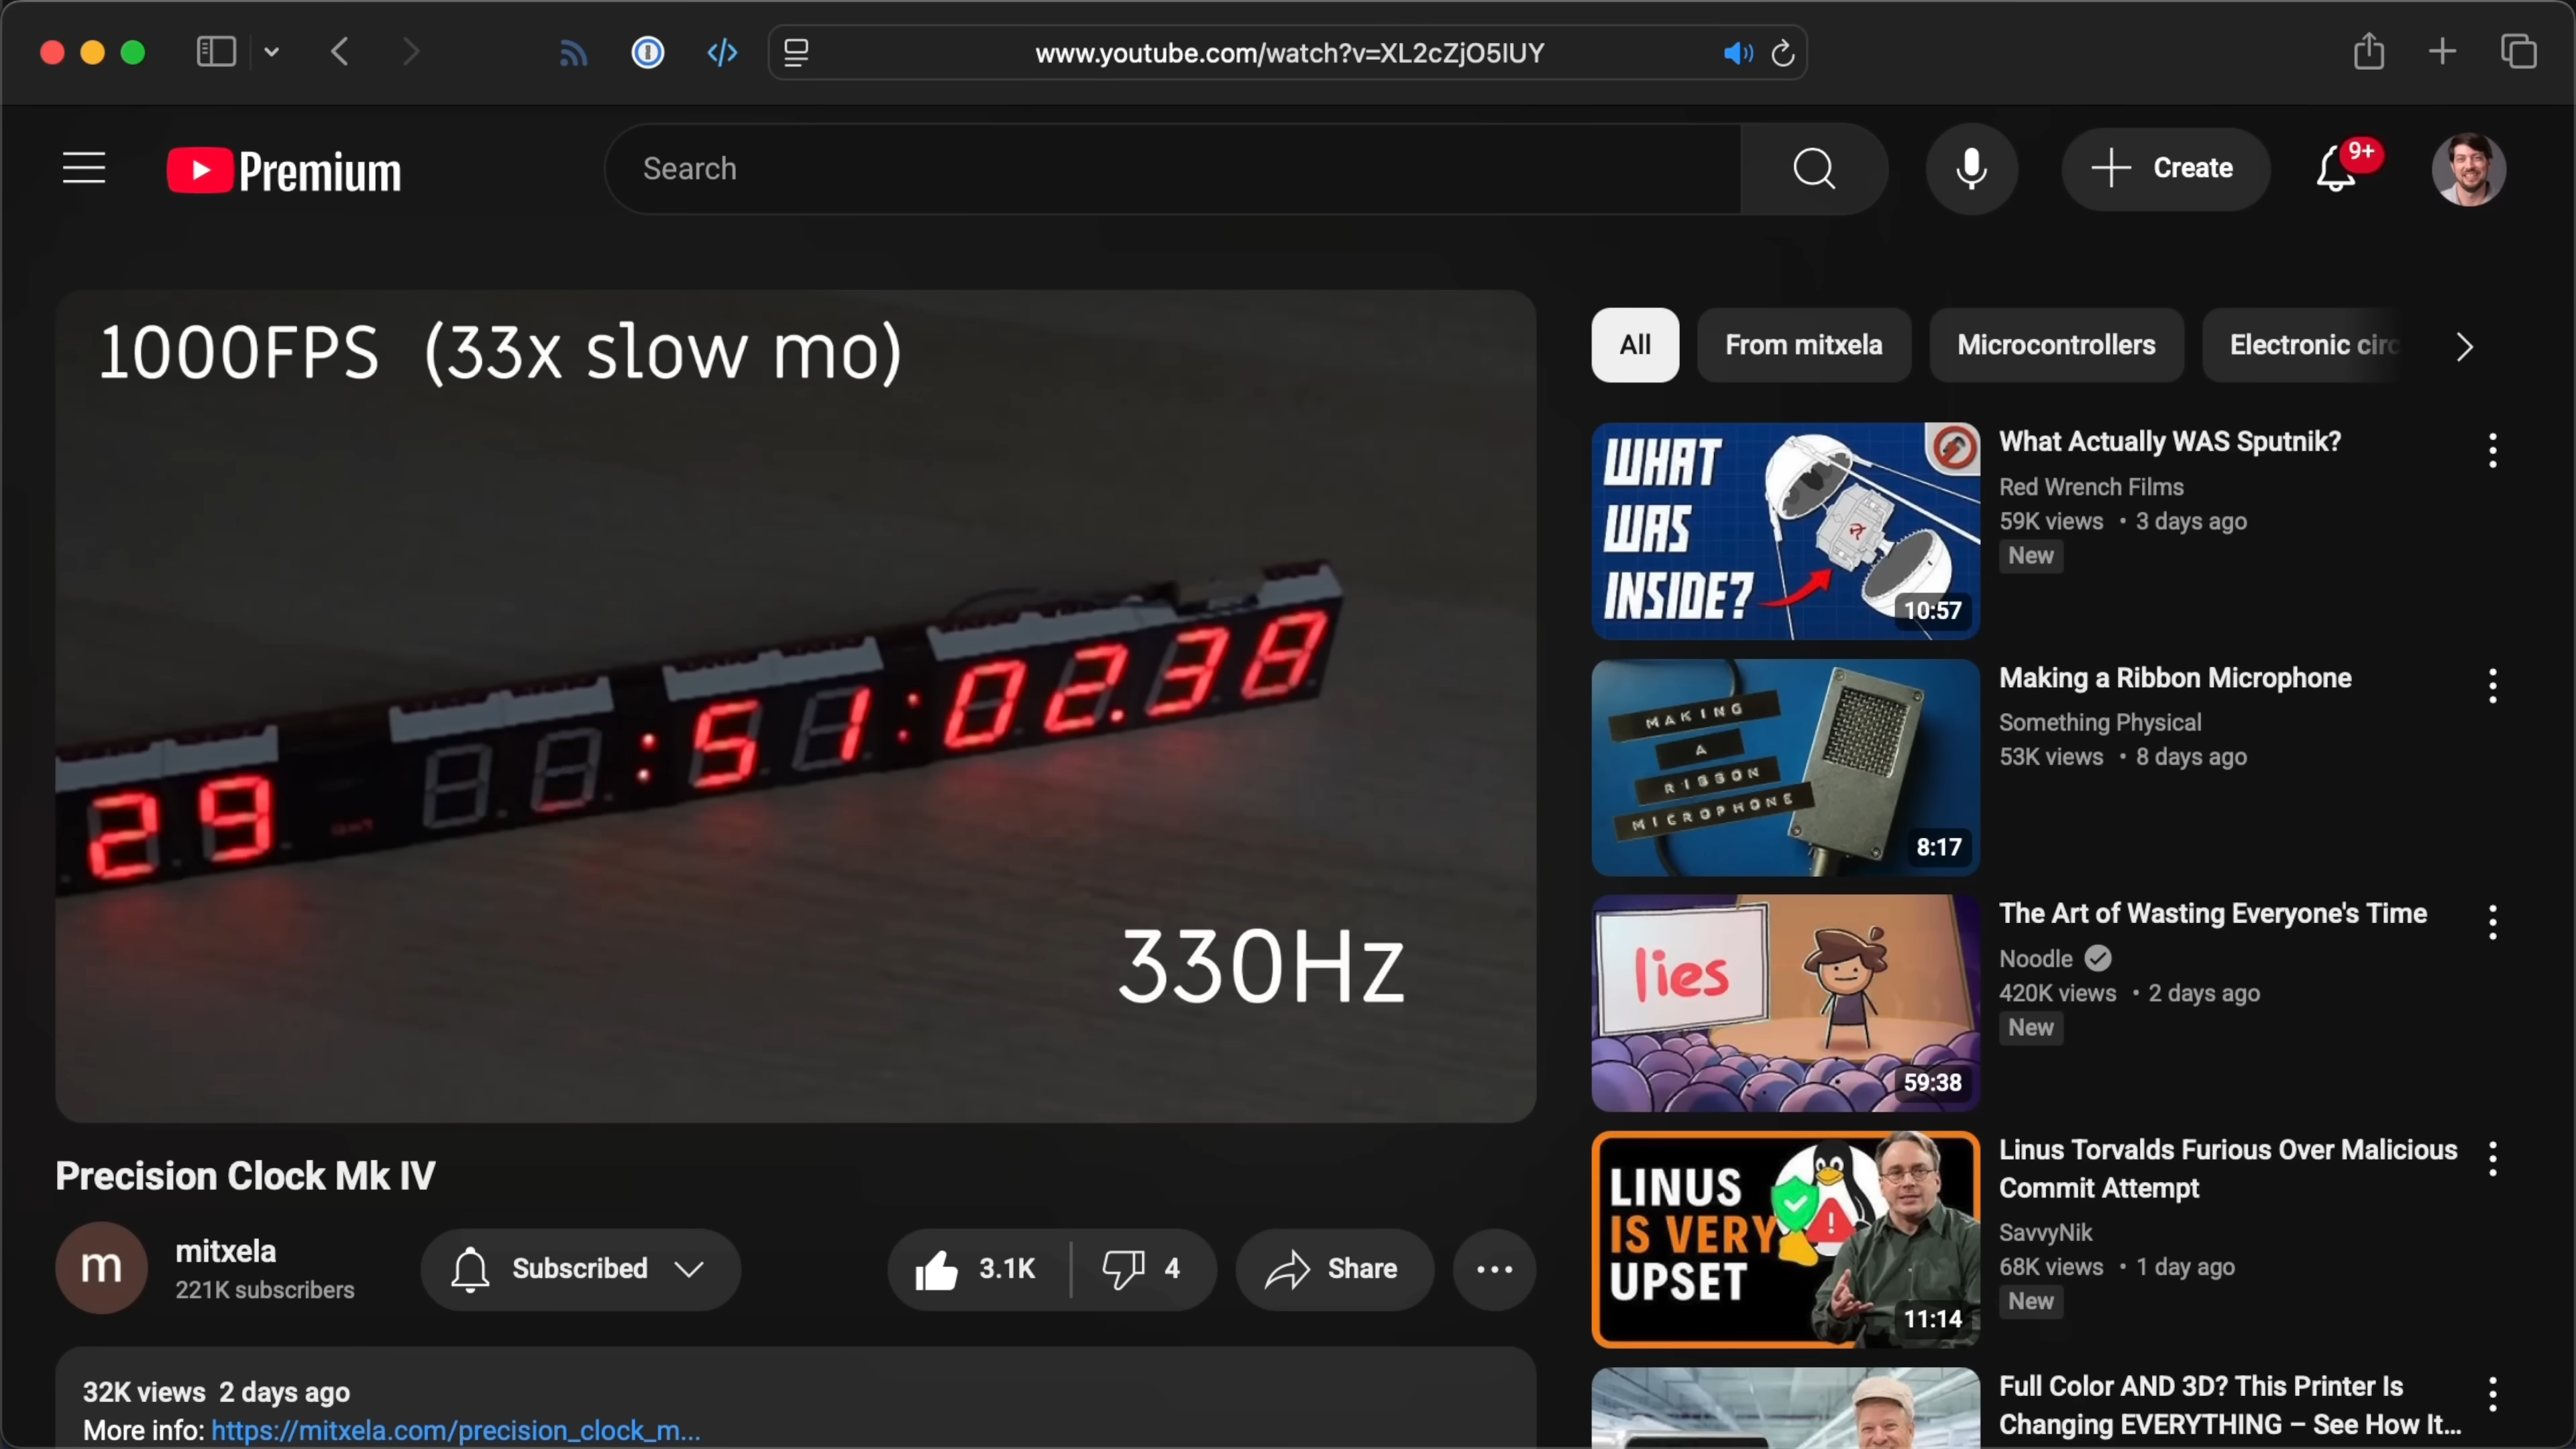 www.youtube.com/watch?v=XL2cZjO5IUY
Premium
Search
Create
9+
1000FPS (33x slow mo)
29 :51:02.38
330Hz
Precision Clock Mk IV
m
mitxela
221K subscribers
Subscribed
3.1K
4
Share
32K views 2 days ago
More info: https://mitxela.com/precision_clock_m...
All
From mitxela
Microcontrollers
Electronic circ
WHAT
WAS
INSIDE?
10:57
What Actually WAS Sputnik?
Red Wrench Films
59K views • 3 days ago
New
MAKING
A
RIBBON
MICROPHONE
8:17
Making a Ribbon Microphone
Something Physical
53K views • 8 days ago
lies
59:38
The Art of Wasting Everyone's Time
Noodle
420K views • 2 days ago
New
LINUS
IS VERY
UPSET
11:14
Linus Torvalds Furious Over Malicious
Commit Attempt
SavvyNik
68K views • 1 day ago
New
Full Color AND 3D? This Printer Is
Changing EVERYTHING – See How It...